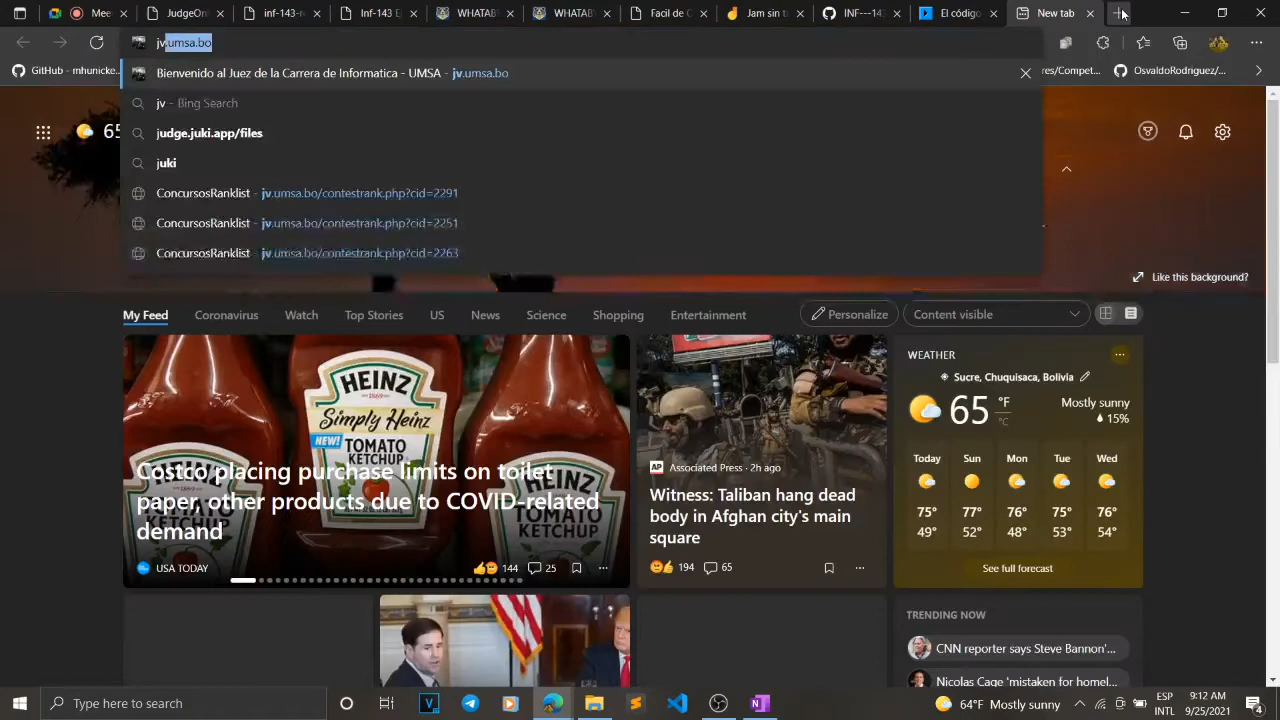 Mee
JudgeOn
inf-143-r
Inf-143 E
WHATAB
WHATAB
Facil de C
Jam sin t
INF---143
El código
New tab
jv.umsa.bo
GitHub - mhunicke...
res/Compet...
OsvaldoRodriguez/...
Bienvenido al Juez de la Carrera de Informatica - UMSA - jv.umsa.bo
jv - Bing Search
judge.juki.app/files
juki
ConcursosRanklist - jv.umsa.bo/contestrank.php?cid=2291
ConcursosRanklist - jv.umsa.bo/contestrank.php?cid=2251
ConcursosRanklist - jv.umsa.bo/contestrank.php?cid=2263
65
Like this background?
My Feed
Coronavirus
Watch
Top Stories
US
News
Science
Shopping
Entertainment
Personalize
Content visible
HEINZ
Simply Heinz
NEW!
TOMATO
KETCHUP
HEINZ
TOMATO
KETCHUP
Costco placing purchase limits on toilet
paper, other products due to COVID-related
demand
USA TODAY
144
25
AP Associated Press · 2h ago
Witness: Taliban hang dead
body in Afghan city's main
square
194
65
WEATHER
Sucre, Chuquisaca, Bolivia
65 °F
°C
Mostly sunny
15%
Today Sun Mon Tue Wed
75° 77° 76° 75° 76°
49° 52° 48° 53° 54°
See full forecast
TRENDING NOW
CNN reporter says Steve Bannon'...
Nicolas Cage 'mistaken for homel...
Type here to search
64°F Mostly sunny
ESP
INTL
9:12 AM
9/25/2021
4